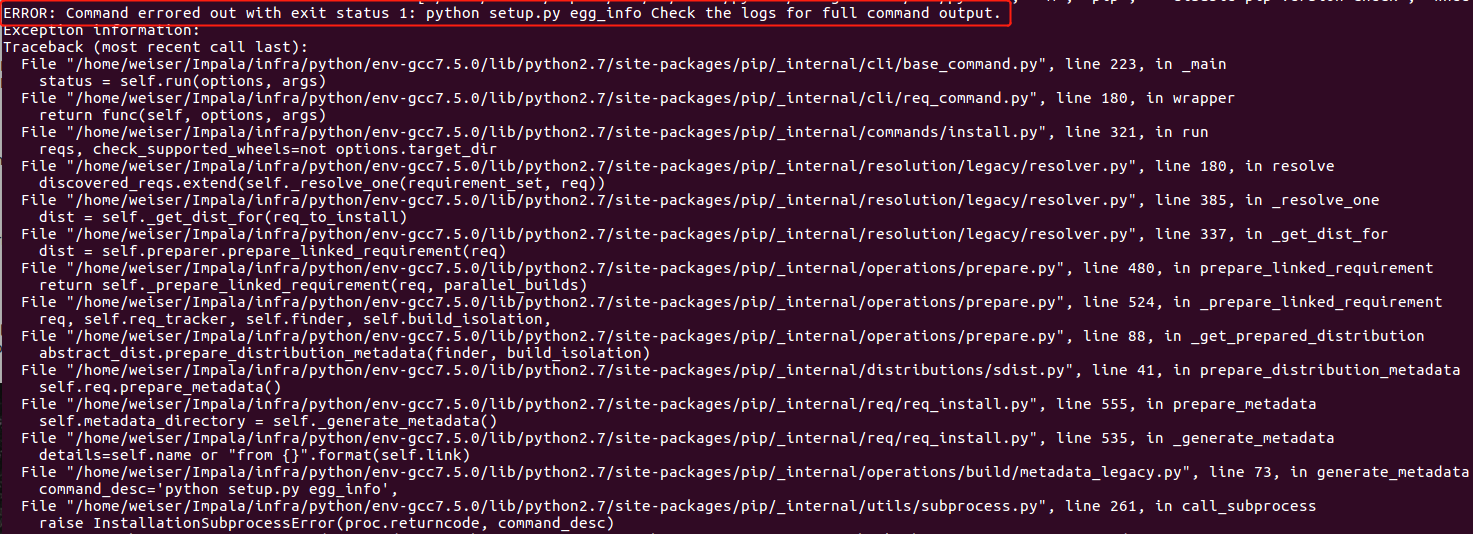 ERROR: Command errored out with exit status 1: python setup.py egg_info Check the logs for full command output.
Exception information:
Traceback (most recent call last):
  File "/home/weiser/Impala/infra/python/env-gcc7.5.0/lib/python2.7/site-packages/pip/_internal/cli/base_command.py", line 223, in _main
    status = self.run(options, args)
  File "/home/weiser/Impala/infra/python/env-gcc7.5.0/lib/python2.7/site-packages/pip/_internal/cli/req_command.py", line 180, in wrapper
    return func(self, options, args)
  File "/home/weiser/Impala/infra/python/env-gcc7.5.0/lib/python2.7/site-packages/pip/_internal/commands/install.py", line 321, in run
    reqs, check_supported_wheels=not options.target_dir
  File "/home/weiser/Impala/infra/python/env-gcc7.5.0/lib/python2.7/site-packages/pip/_internal/resolution/legacy/resolver.py", line 180, in resolve
    discovered_reqs.extend(self._resolve_one(requirement_set, req))
  File "/home/weiser/Impala/infra/python/env-gcc7.5.0/lib/python2.7/site-packages/pip/_internal/resolution/legacy/resolver.py", line 385, in _resolve_one
    dist = self._get_dist_for(req_to_install)
  File "/home/weiser/Impala/infra/python/env-gcc7.5.0/lib/python2.7/site-packages/pip/_internal/resolution/legacy/resolver.py", line 337, in _get_dist_for
    dist = self.preparer.prepare_linked_requirement(req)
  File "/home/weiser/Impala/infra/python/env-gcc7.5.0/lib/python2.7/site-packages/pip/_internal/operations/prepare.py", line 480, in prepare_linked_requirement
    return self._prepare_linked_requirement(req, parallel_builds)
  File "/home/weiser/Impala/infra/python/env-gcc7.5.0/lib/python2.7/site-packages/pip/_internal/operations/prepare.py", line 524, in _prepare_linked_requirement
    req, self.req_tracker, self.finder, self.build_isolation,
  File "/home/weiser/Impala/infra/python/env-gcc7.5.0/lib/python2.7/site-packages/pip/_internal/operations/prepare.py", line 88, in _get_prepared_distribution
    abstract_dist.prepare_distribution_metadata(finder, build_isolation)
  File "/home/weiser/Impala/infra/python/env-gcc7.5.0/lib/python2.7/site-packages/pip/_internal/distributions/sdist.py", line 41, in prepare_distribution_metadata
    self.req.prepare_metadata()
  File "/home/weiser/Impala/infra/python/env-gcc7.5.0/lib/python2.7/site-packages/pip/_internal/req/req_install.py", line 555, in prepare_metadata
    self.metadata_directory = self._generate_metadata()
  File "/home/weiser/Impala/infra/python/env-gcc7.5.0/lib/python2.7/site-packages/pip/_internal/req/req_install.py", line 535, in _generate_metadata
    details=self.name or "from {}".format(self.link)
  File "/home/weiser/Impala/infra/python/env-gcc7.5.0/lib/python2.7/site-packages/pip/_internal/operations/build/metadata_legacy.py", line 73, in generate_metadata
    command_desc='python setup.py egg_info',
  File "/home/weiser/Impala/infra/python/env-gcc7.5.0/lib/python2.7/site-packages/pip/_internal/utils/subprocess.py", line 261, in call_subprocess
    raise InstallationSubprocessError(proc.returncode, command_desc)